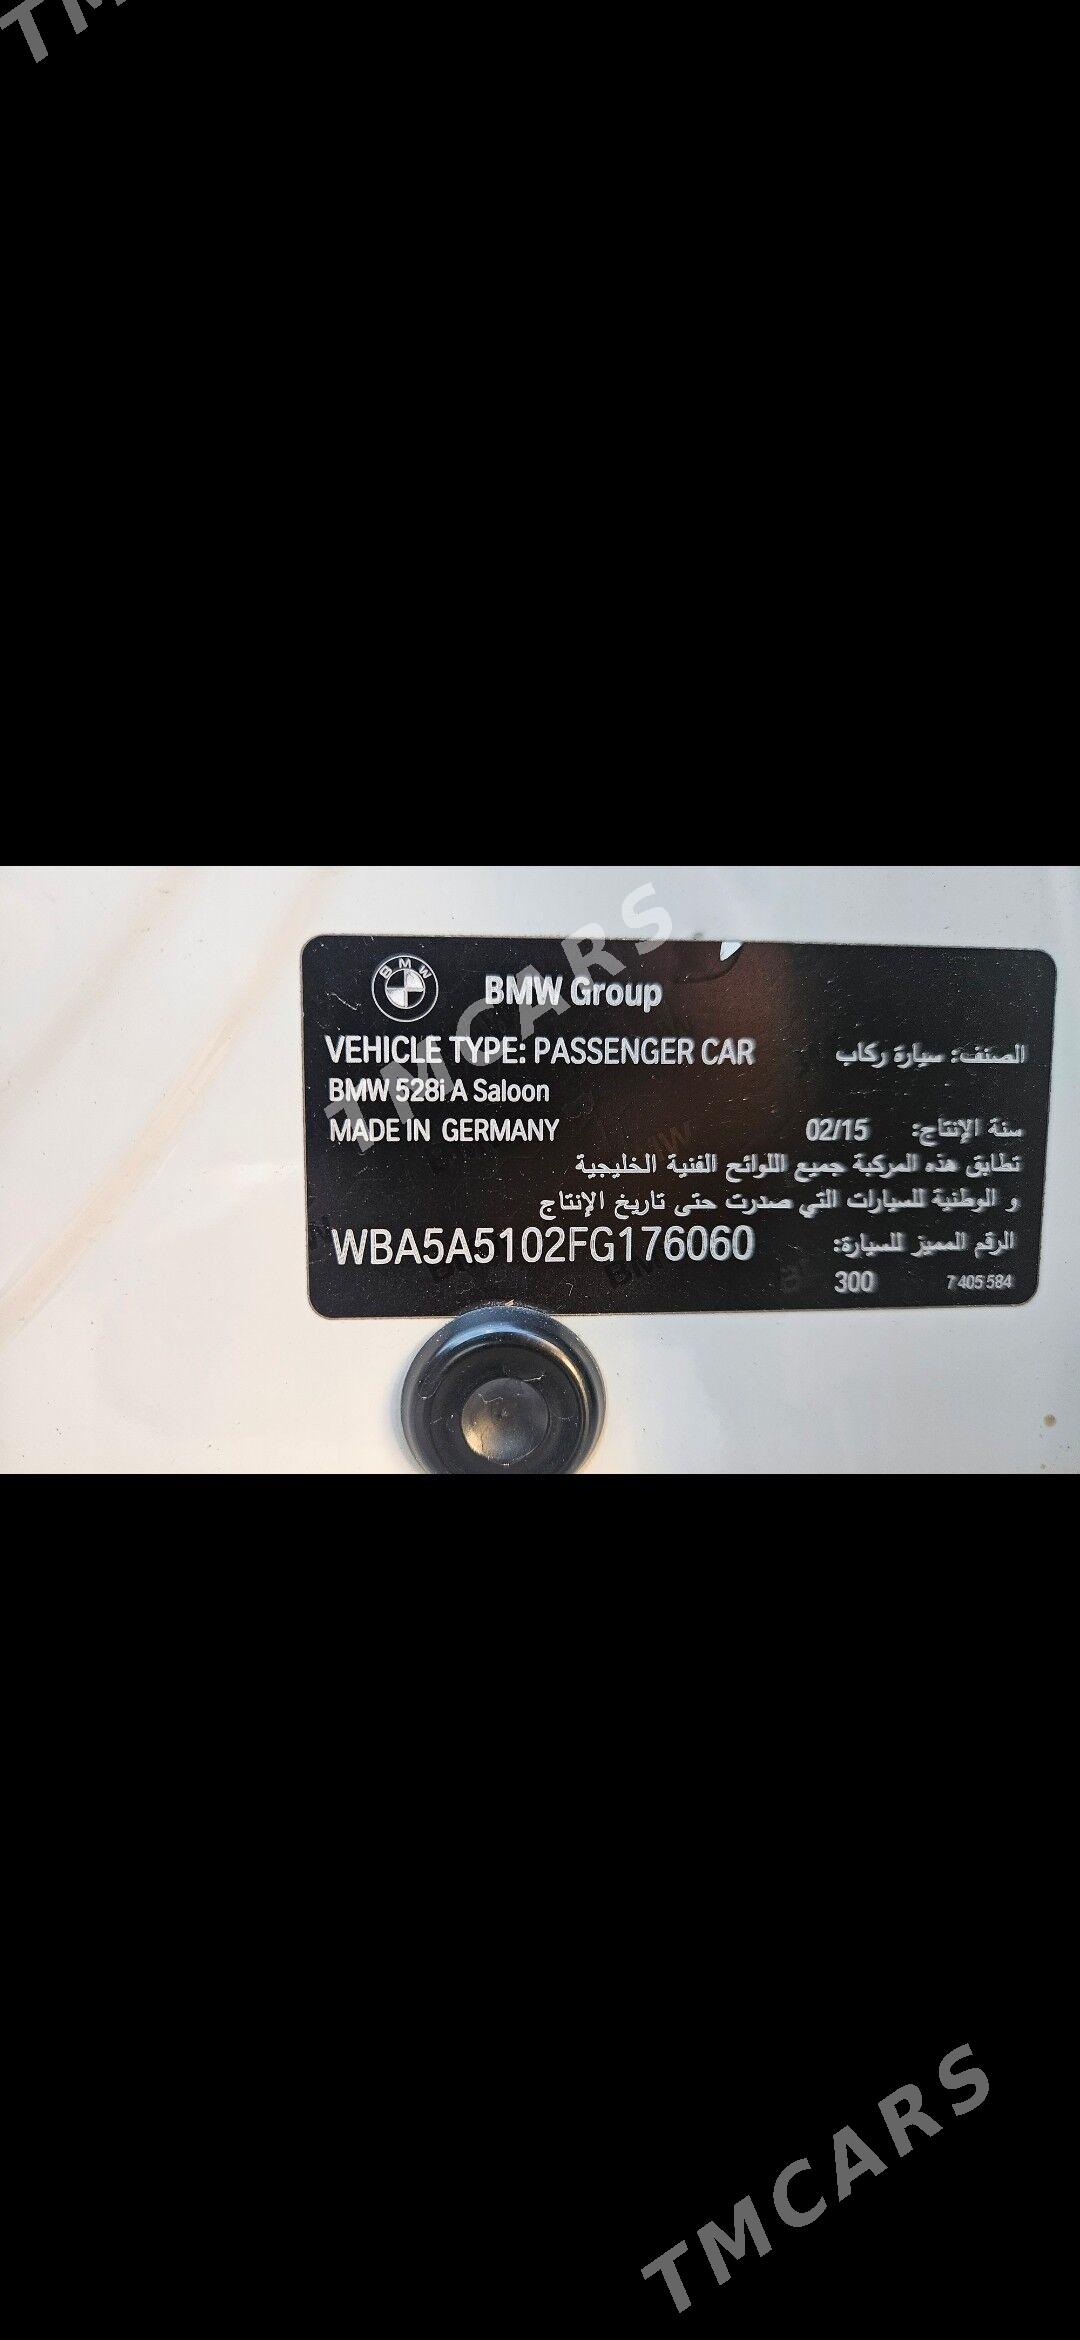 TM
BMW
BMW Group
VEHICLE TYPE: PASSENGER CAR الصنف: سيارة ركاب
BMW 528i A Saloon
MADE IN GERMANY 02/15 سنة الإنتاج:
تطابق هذه المركبة جميع اللوائح الفنية الخليجية
و الوطنية للسيارات التي صدرت حتى تاريخ الإنتاج
WBA5A5102FG176060 الرقم المميز للسيارة:
300 7 405 584
TMCARS
TMCARS